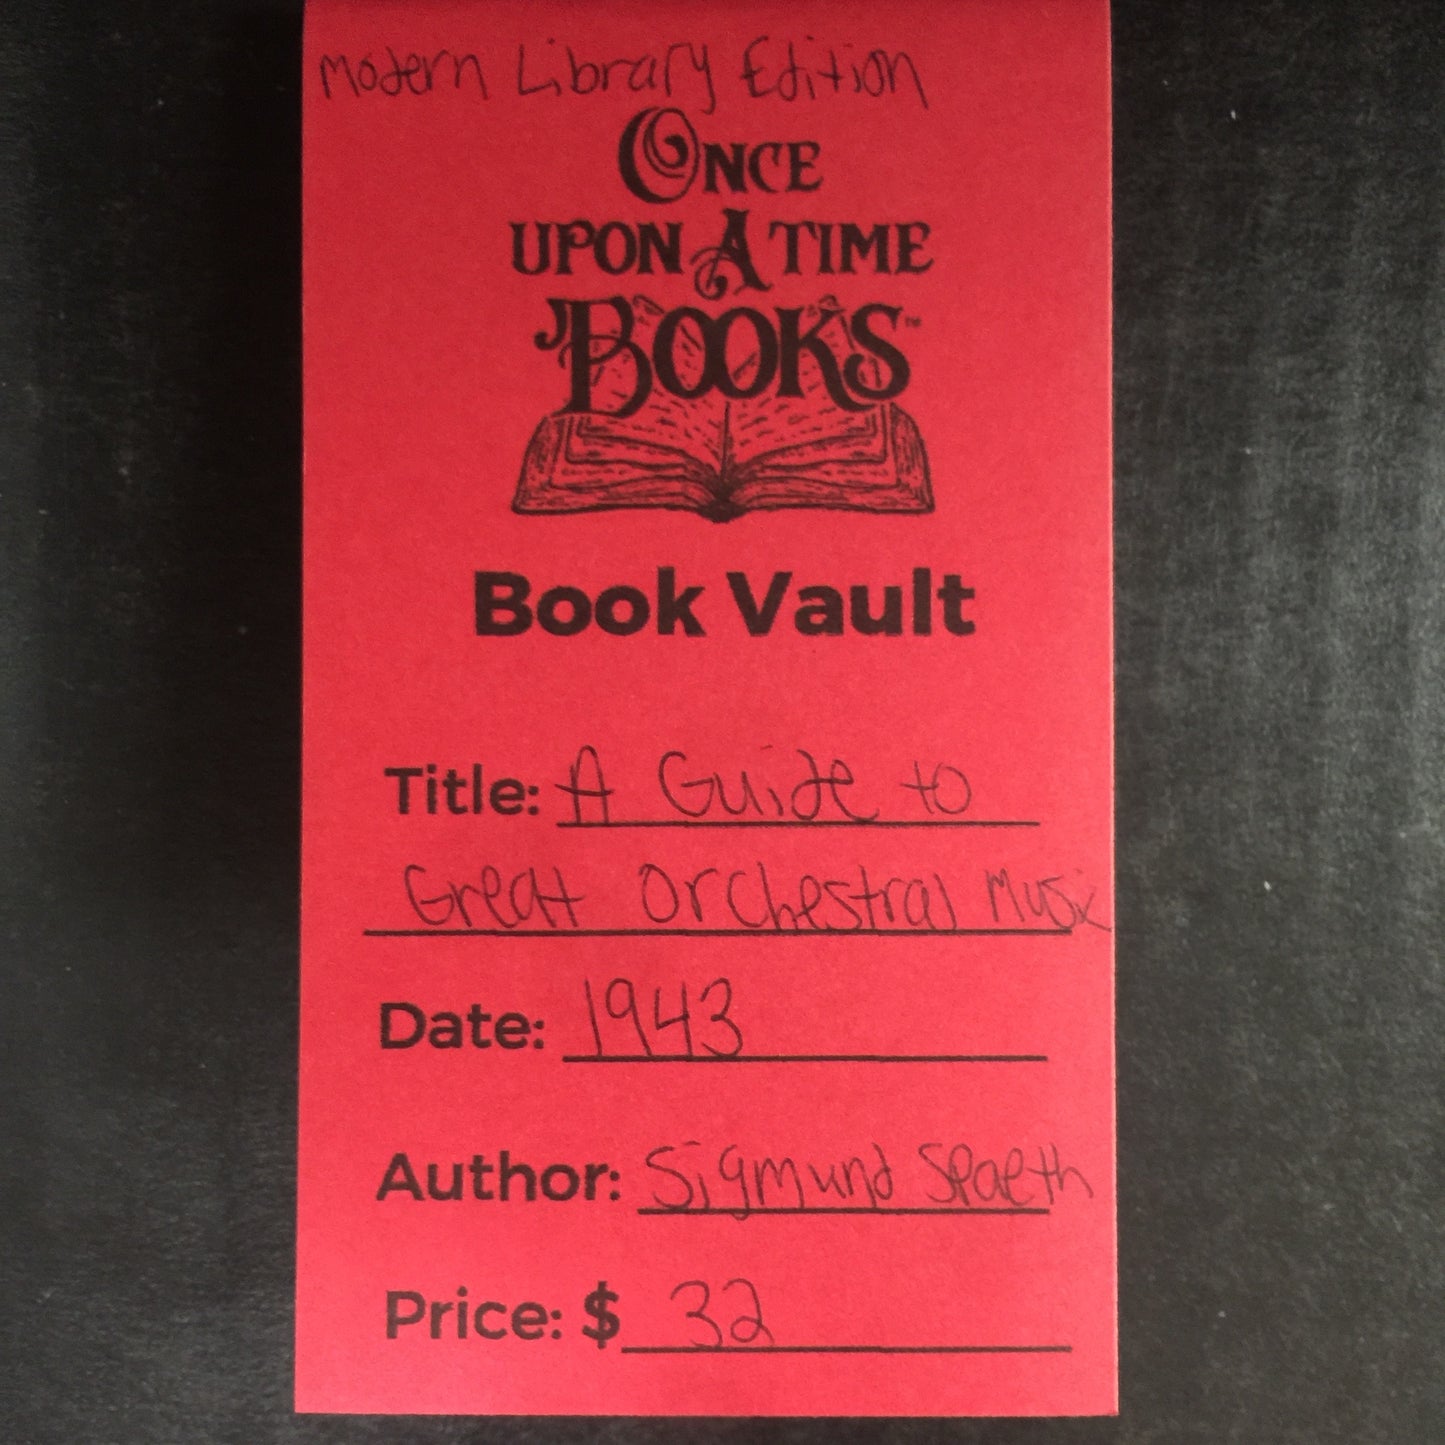 Modern Library Edition
ONCE
UPON A TIME
BOOKS™
Book Vault
Title: A Guide to
Great Orchestral Music
Date: 1943
Author: Sigmund Spaeth
Price: $ 32